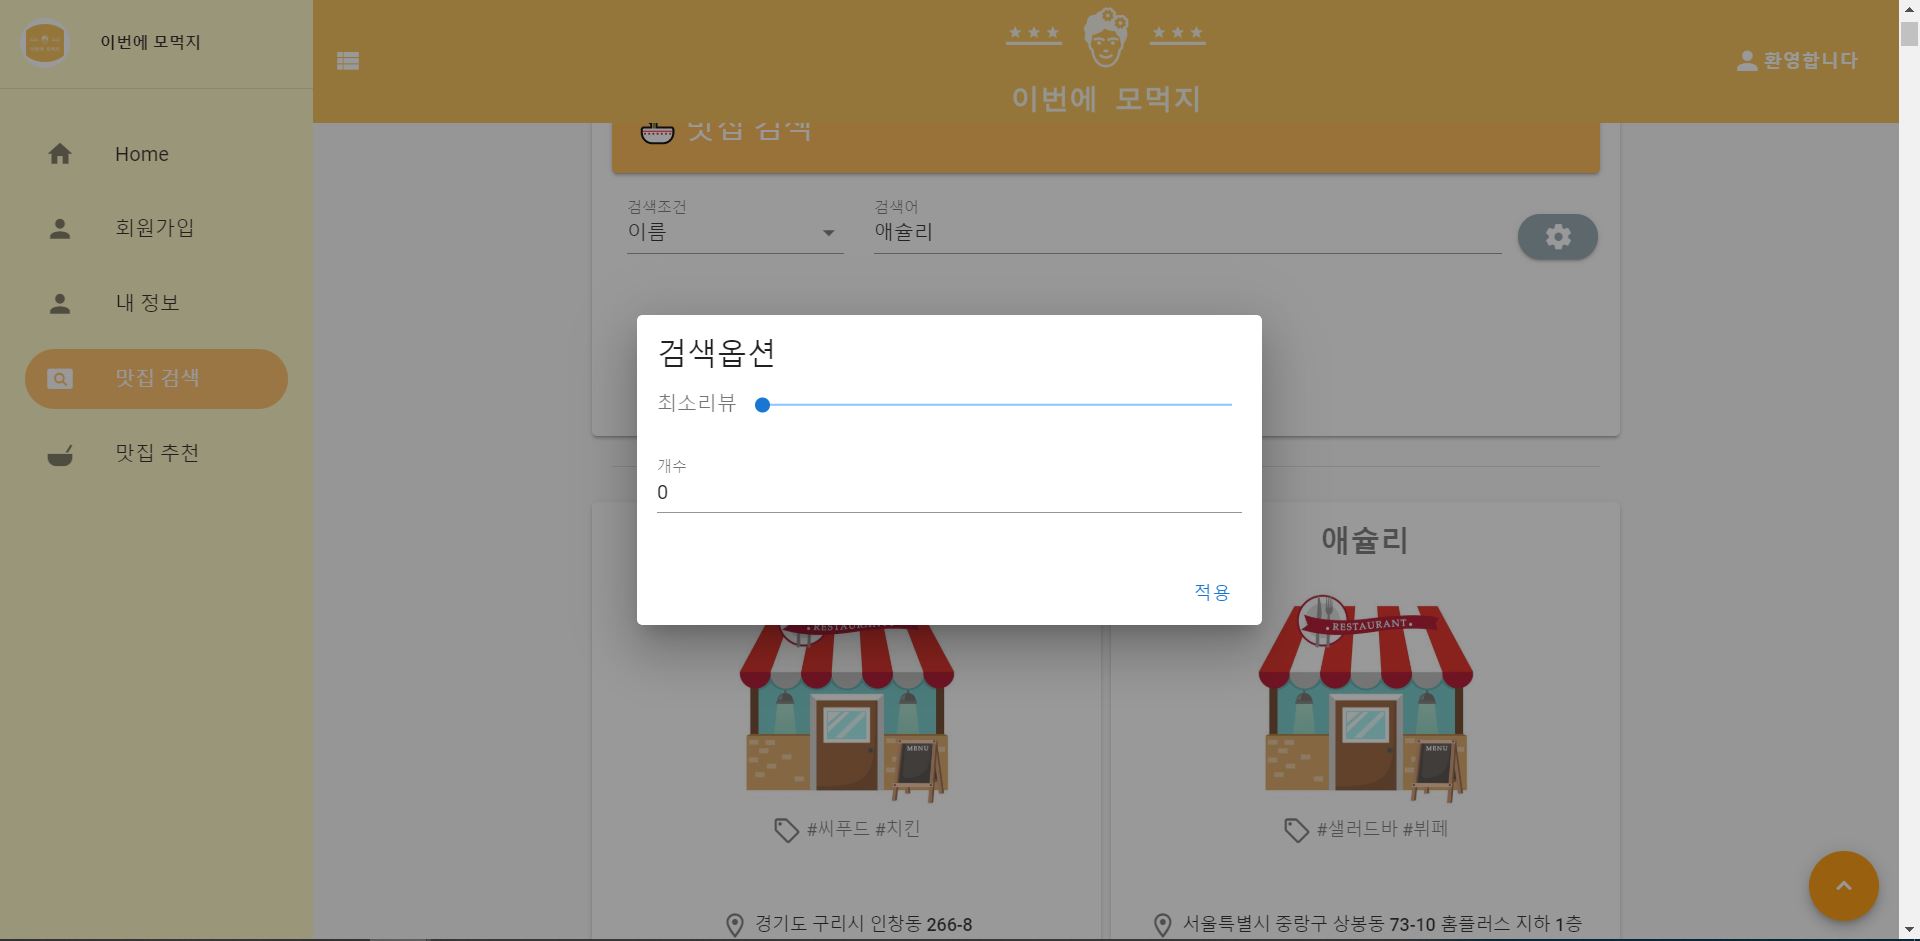 이번에 모먹지
Home
회원가입
내 정보
맛집 검색
맛집 추천
이번에 모먹지
환영합니다
맛집 검색
검색조건
이름
검색어
애슐리
검색옵션
최소리뷰
개수
0
적용
애슐리
RESTAURANT
RESTAURANT
MENU
MENU
#씨푸드 #치킨
#샐러드바 #뷔페
경기도 구리시 인창동 266-8
서울특별시 중랑구 상봉동 73-10 홈플러스 지하 1층